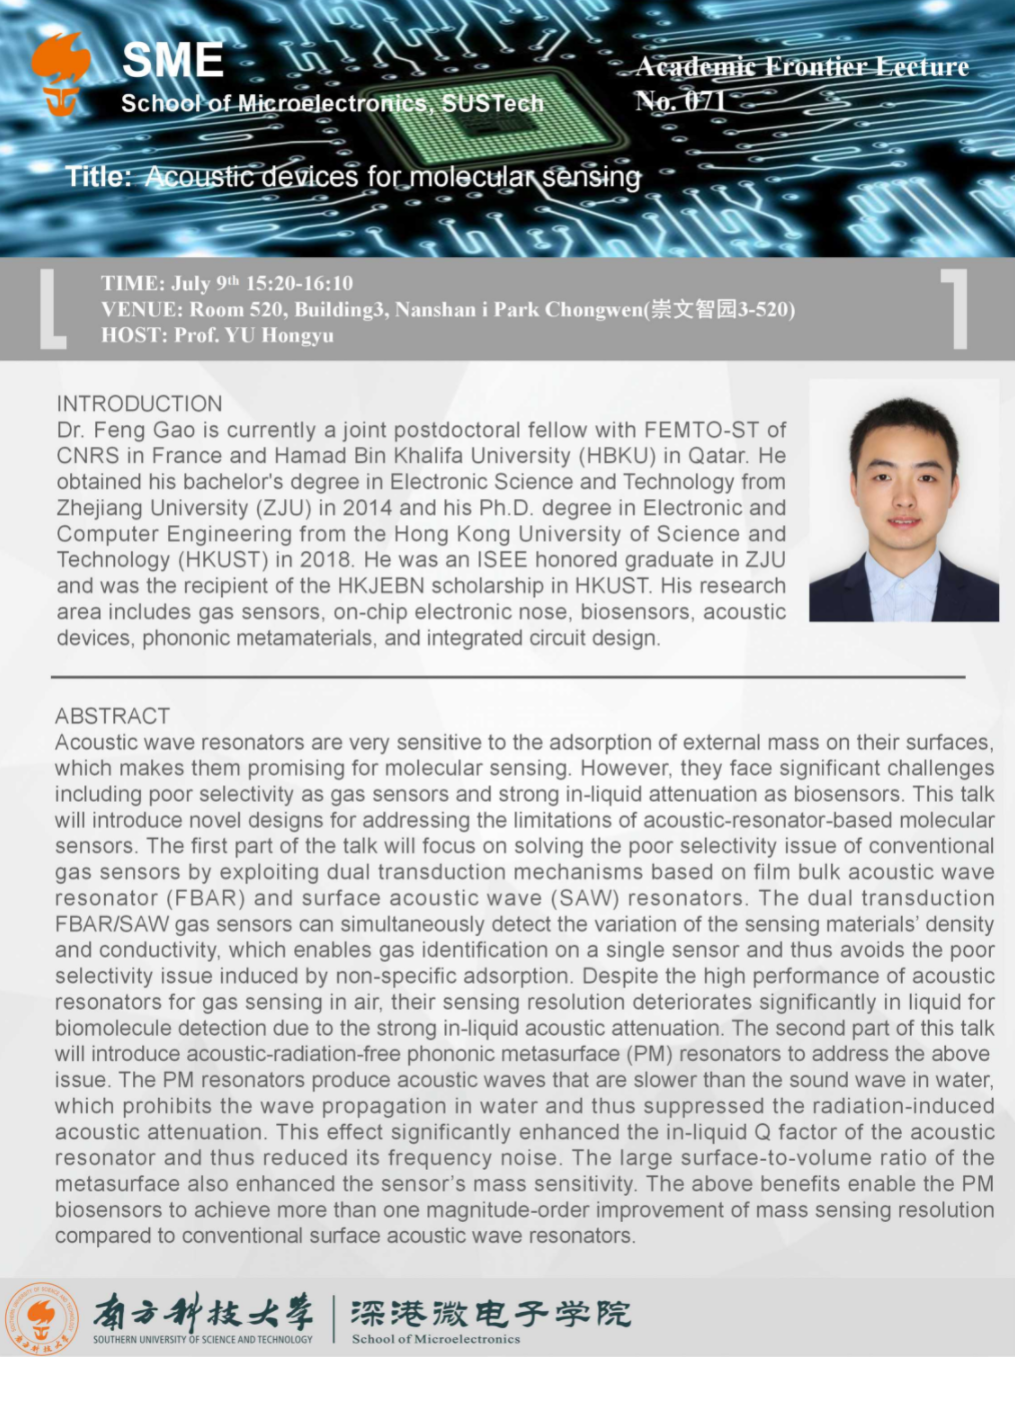 SME
School of Microelectronics, SUSTech
Academic Frontier Lecture
No. 071
Title: Acoustic devices for molecular sensing
TIME: July 9th 15:20-16:10
VENUE: Room 520, Building3, Nanshan i Park Chongwen(崇文智园3-520)
HOST: Prof. YU Hongyu
INTRODUCTION
Dr. Feng Gao is currently a joint postdoctoral fellow with FEMTO-ST of
CNRS in France and Hamad Bin Khalifa University (HBKU) in Qatar. He
obtained his bachelor's degree in Electronic Science and Technology from
Zhejiang University (ZJU) in 2014 and his Ph.D. degree in Electronic and
Computer Engineering from the Hong Kong University of Science and
Technology (HKUST) in 2018. He was an ISEE honored graduate in ZJU
and was the recipient of the HKJEBN scholarship in HKUST. His research
area includes gas sensors, on-chip electronic nose, biosensors, acoustic
devices, phononic metamaterials, and integrated circuit design.
ABSTRACT
Acoustic wave resonators are very sensitive to the adsorption of external mass on their surfaces,
which makes them promising for molecular sensing. However, they face significant challenges
including poor selectivity as gas sensors and strong in-liquid attenuation as biosensors. This talk
will introduce novel designs for addressing the limitations of acoustic-resonator-based molecular
sensors. The first part of the talk will focus on solving the poor selectivity issue of conventional
gas sensors by exploiting dual transduction mechanisms based on film bulk acoustic wave
resonator (FBAR) and surface acoustic wave (SAW) resonators. The dual transduction
FBAR/SAW gas sensors can simultaneously detect the variation of the sensing materials’ density
and conductivity, which enables gas identification on a single sensor and thus avoids the poor
selectivity issue induced by non-specific adsorption. Despite the high performance of acoustic
resonators for gas sensing in air, their sensing resolution deteriorates significantly in liquid for
biomolecule detection due to the strong in-liquid acoustic attenuation. The second part of this talk
will introduce acoustic-radiation-free phononic metasurface (PM) resonators to address the above
issue. The PM resonators produce acoustic waves that are slower than the sound wave in water,
which prohibits the wave propagation in water and thus suppressed the radiation-induced
acoustic attenuation. This effect significantly enhanced the in-liquid Q factor of the acoustic
resonator and thus reduced its frequency noise. The large surface-to-volume ratio of the
metasurface also enhanced the sensor’s mass sensitivity. The above benefits enable the PM
biosensors to achieve more than one magnitude-order improvement of mass sensing resolution
compared to conventional surface acoustic wave resonators.
南方科技大学
SOUTHERN UNIVERSITY OF SCIENCE AND TECHNOLOGY
深港微电子学院
School of Microelectronics